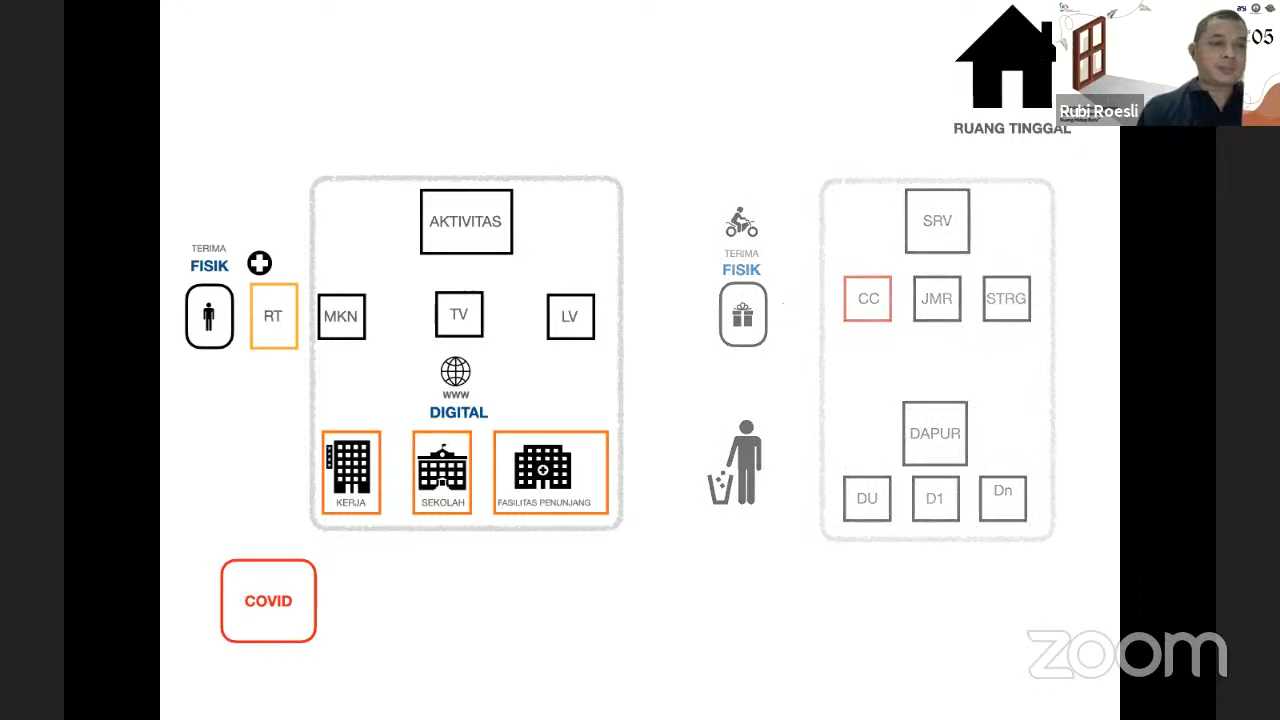 05
Rubi Roesli
RUANG TINGGAL
AKTIVITAS
SRV
TERIMA
FISIK
TERIMA
FISIK
RT
MKN
TV
LV
CC
JMR
STRG
WWW
DIGITAL
DAPUR
KERJA
SEKOLAH
FASILITAS PENUNJANG
DU
D1
Dn
COVID
zoom